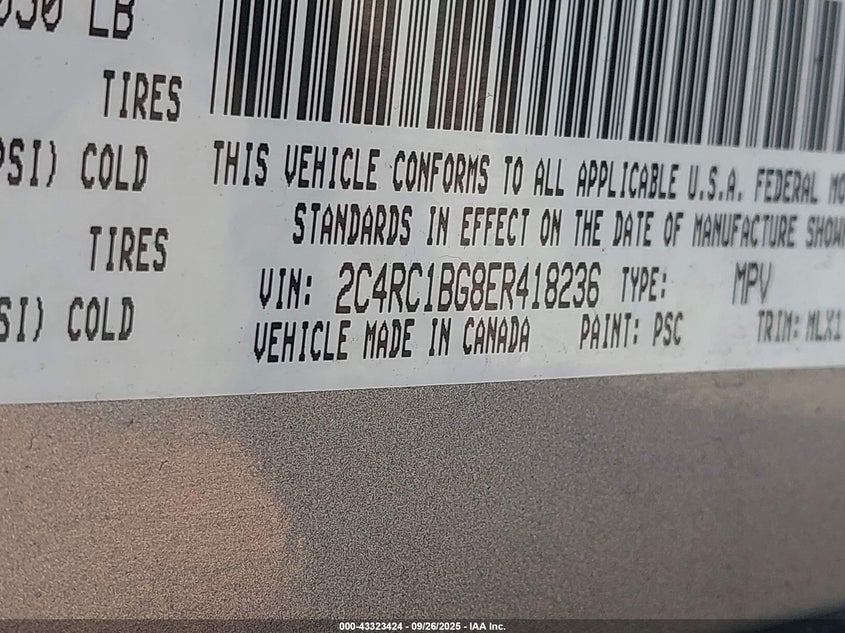 LB
TIRES
PSI) COLD
THIS VEHICLE CONFORMS TO ALL APPLICABLE U.S.A. FEDERAL
STANDARDS IN EFFECT ON THE DATE OF MANUFACTURE SHOW
TIRES
VIN: 2C4RC1BG8ER418236 TYPE: MPV
SI) COLD
VEHICLE MADE IN CANADA PAINT: PSC TRIM: MLX1
000-43323424 - 09/26/2025 - IAA Inc.